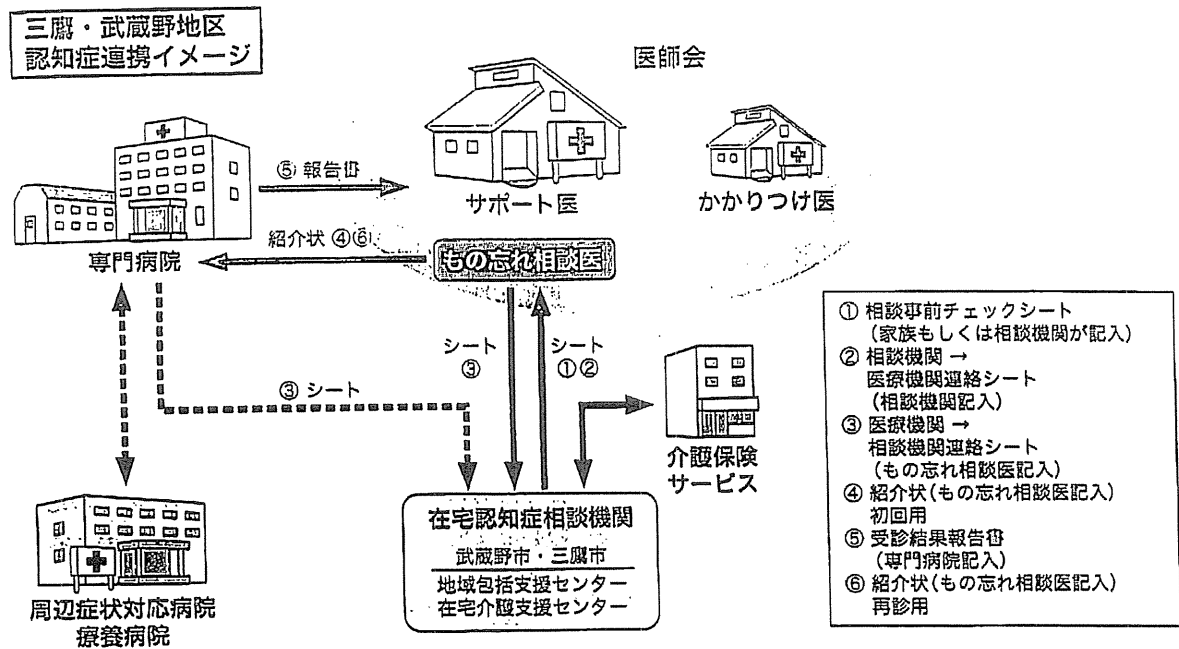 三鷹・武蔵野地区
認知症連携イメージ
医師会
⑤ 報告書
サポート医
かかりつけ医
紹介状 ④⑥
専門病院
もの忘れ相談医
シート
③
シート
①②
③ シート
介護保険
サービス
在宅認知症相談機関
武蔵野市・三鷹市
地域包括支援センター
在宅介護支援センター
周辺症状対応病院
療養病院
① 相談事前チェックシート
(家族もしくは相談機関が記入)
② 相談機関 →
医療機関連絡シート
(相談機関記入)
③ 医療機関 →
相談機関連絡シート
(もの忘れ相談医記入)
④ 紹介状(もの忘れ相談医記入)
初回用
⑤ 受診結果報告書
(専門病院記入)
⑥ 紹介状(もの忘れ相談医記入)
再診用